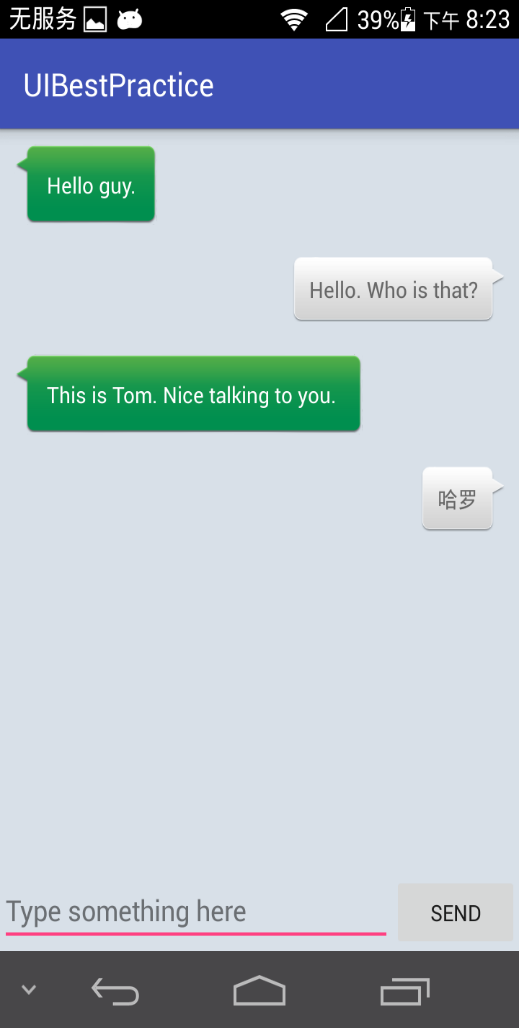 无服务 39% 下午 8:23
UIBestPractice
Hello guy.
Hello. Who is that?
This is Tom. Nice talking to you.
哈罗
Type something here
SEND